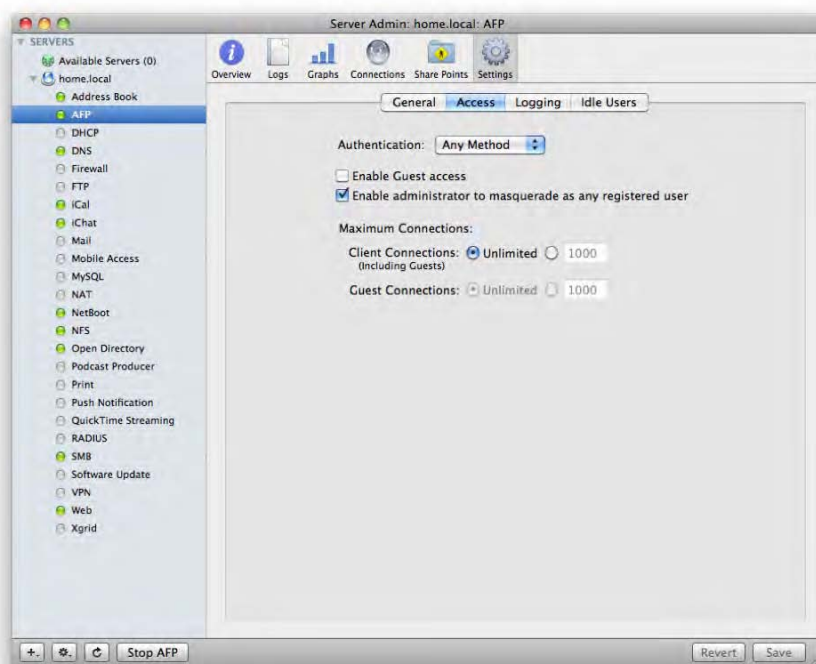 Server Admin: home.local: AFP
SERVERS
Available Servers (0)
home.local
Address Book
AFP
DHCP
DNS
Firewall
FTP
iCal
iChat
Mail
Mobile Access
MySQL
NAT
NetBoot
NFS
Open Directory
Podcast Producer
Print
Push Notification
QuickTime Streaming
RADIUS
SMB
Software Update
VPN
Web
Xgrid
Overview Logs Graphs Connections Share Points Settings
General Access Logging Idle Users
Authentication: Any Method
Enable Guest access
Enable administrator to masquerade as any registered user
Maximum Connections:
Client Connections: Unlimited 1000
(Including Guests)
Guest Connections: Unlimited 1000
Stop AFP
Revert Save